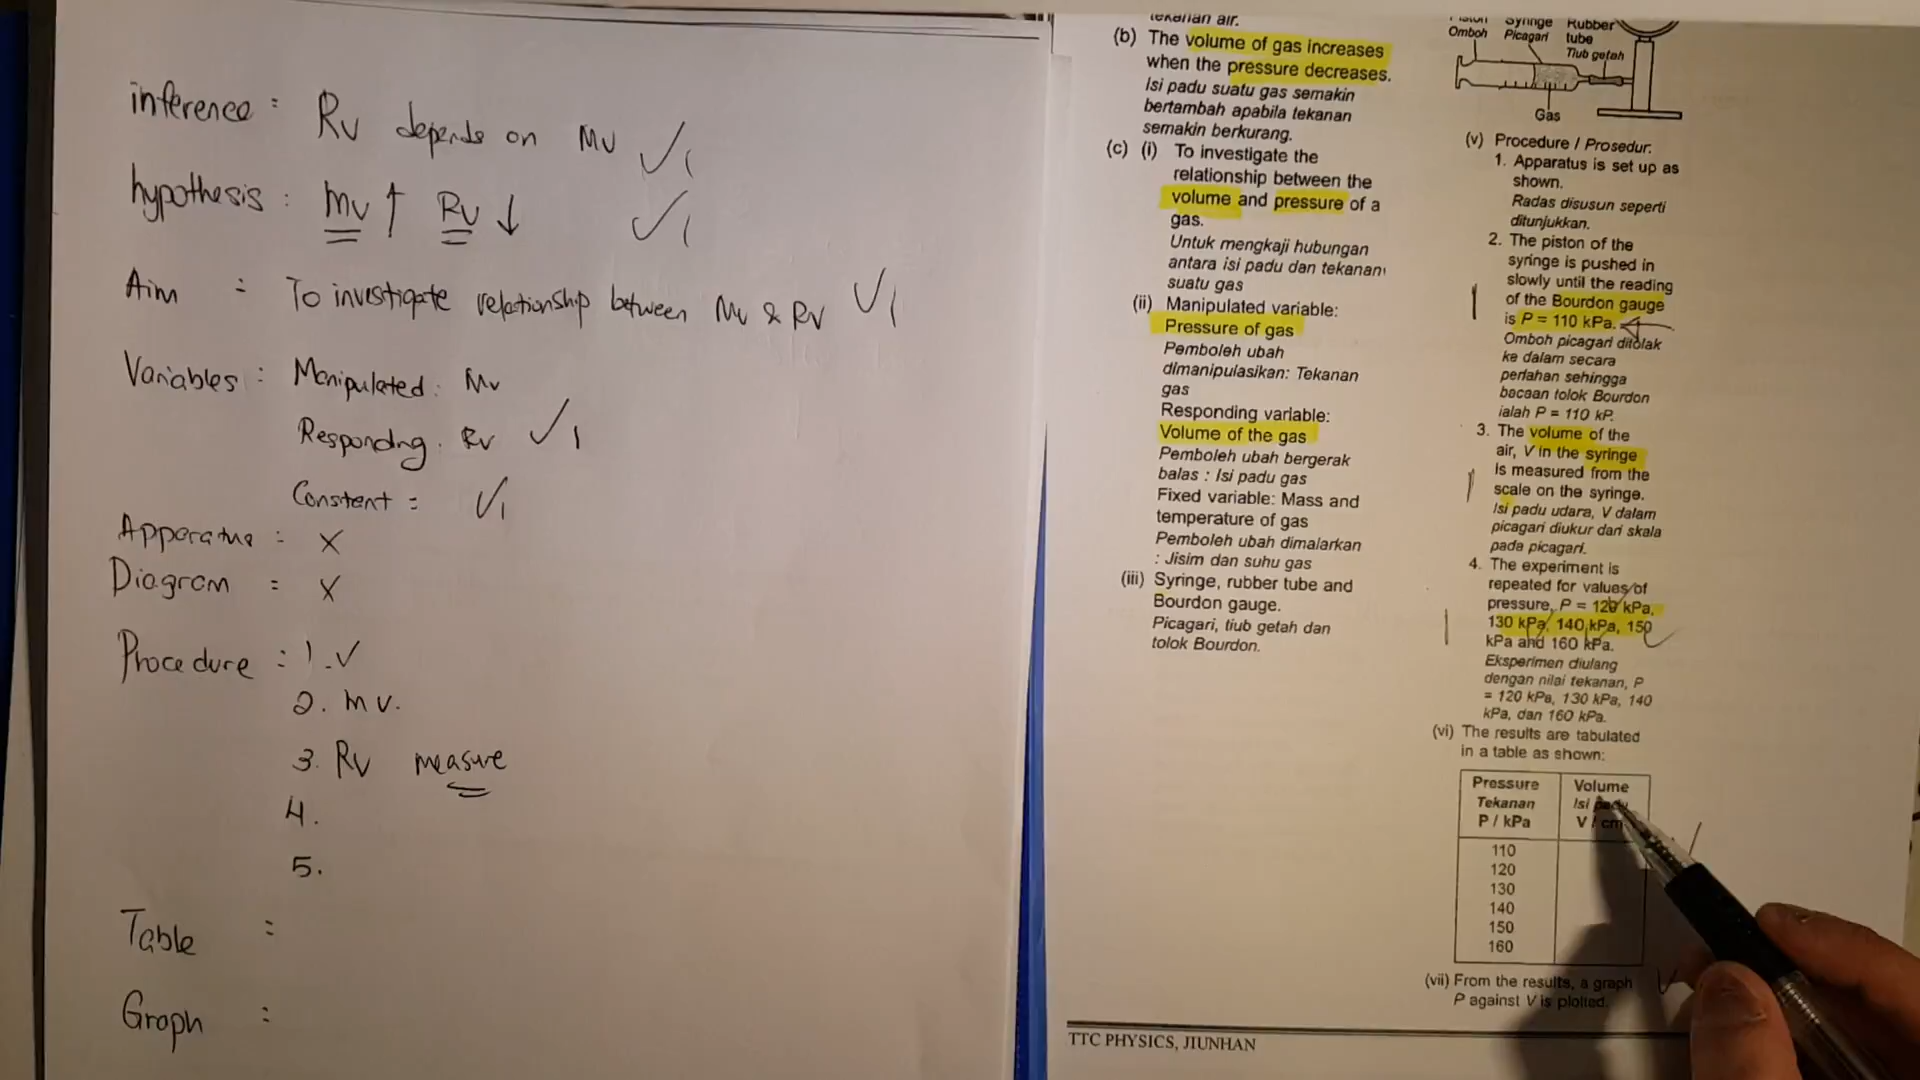 inference : Rv depends on Mv ✓1
hypothesis : Mv ↑ Rv ↓ ✓1
Aim : To investigate relationship between Mv & Rv ✓1
Variables : Manipulated : Mv
Responding : Rv ✓1
Constant = ✓1
Apparatus : X
Diagram = X
Procedure : 1. ✓
2. mv.
3. Rv measure
4.
5.
Table :
Graph :
tekanan air.
(b) The volume of gas increases
when the pressure decreases.
Isi padu suatu gas semakin
bertambah apabila tekanan
semakin berkurang.
(c) (i) To investigate the
relationship between the
volume and pressure of a
gas.
Untuk mengkaji hubungan
antara isi padu dan tekanan
suatu gas
(ii) Manipulated variable:
Pressure of gas
Pemboleh ubah
dimanipulasikan: Tekanan
gas
Responding variable:
Volume of the gas
Pemboleh ubah bergerak
balas : Isi padu gas
Fixed variable: Mass and
temperature of gas
Pemboleh ubah dimalarkan
: Jisim dan suhu gas
(iii) Syringe, rubber tube and
Bourdon gauge.
Picagari, tiub getah dan
tolok Bourdon.
Piston Syringe Rubber
Omboh Picagari tube
Tiub getah
Gas
(v) Procedure / Prosedur:
1. Apparatus is set up as
shown.
Radas disusun seperti
ditunjukkan.
2. The piston of the
syringe is pushed in
slowly until the reading
of the Bourdon gauge
is P = 110 kPa.
Omboh picagari ditolak
ke dalam secara
perlahan sehingga
bacaan tolok Bourdon
ialah P = 110 kP.
3. The volume of the
air, V in the syringe
is measured from the
scale on the syringe.
Isi padu udara, V dalam
picagari diukur dari skala
pada picagari.
4. The experiment is
repeated for values of
pressure, P = 120 kPa,
130 kPa, 140 kPa, 150
kPa and 160 kPa.
Eksperimen diulang
dengan nilai tekanan, P
= 120 kPa, 130 kPa, 140
kPa, dan 160 kPa.
(vi) The results are tabulated
in a table as shown:
Pressure Volume
Tekanan Isi
P / kPa V / cm
110
120
130
140
150
160
(vii) From the results, a graph
P against V is plotted.
TTC PHYSICS, JIUNHAN